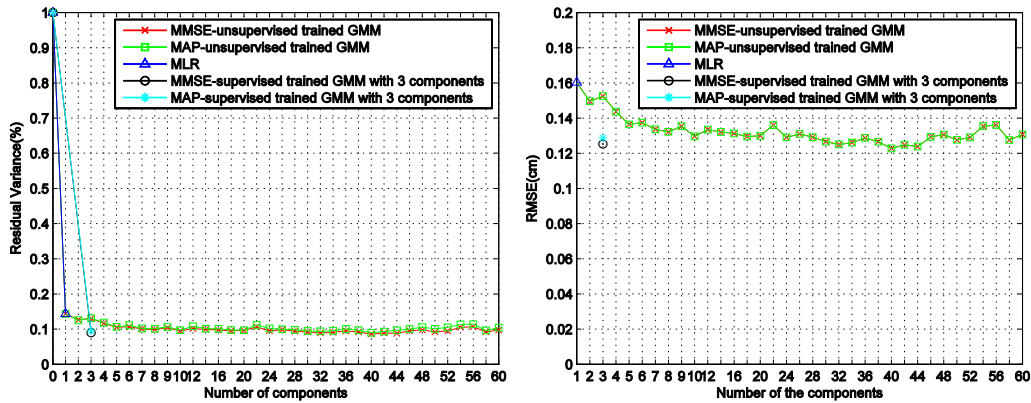 1
0.9
0.8
0.7
0.6
0.5
0.4
0.3
0.2
0.1
0
Residual Variance(%)
MMSE-unsupervised trained GMM
MAP-unsupervised trained GMM
MLR
MMSE-supervised trained GMM with 3 components
MAP-supervised trained GMM with 3 components
0 1 2 3 4 5 6 7 8 9 10 12 16 20 24 28 32 36 40 44 48 52 56 60
Number of components
0.2
0.18
0.16
0.14
0.12
0.1
0.08
0.06
0.04
0.02
0
RMSE(cm)
MMSE-unsupervised trained GMM
MAP-unsupervised trained GMM
MLR
MMSE-supervised trained GMM with 3 components
MAP-supervised trained GMM with 3 components
1 2 3 4 5 6 7 8 9 10 12 16 20 24 28 32 36 40 44 48 52 56 60
Number of the components